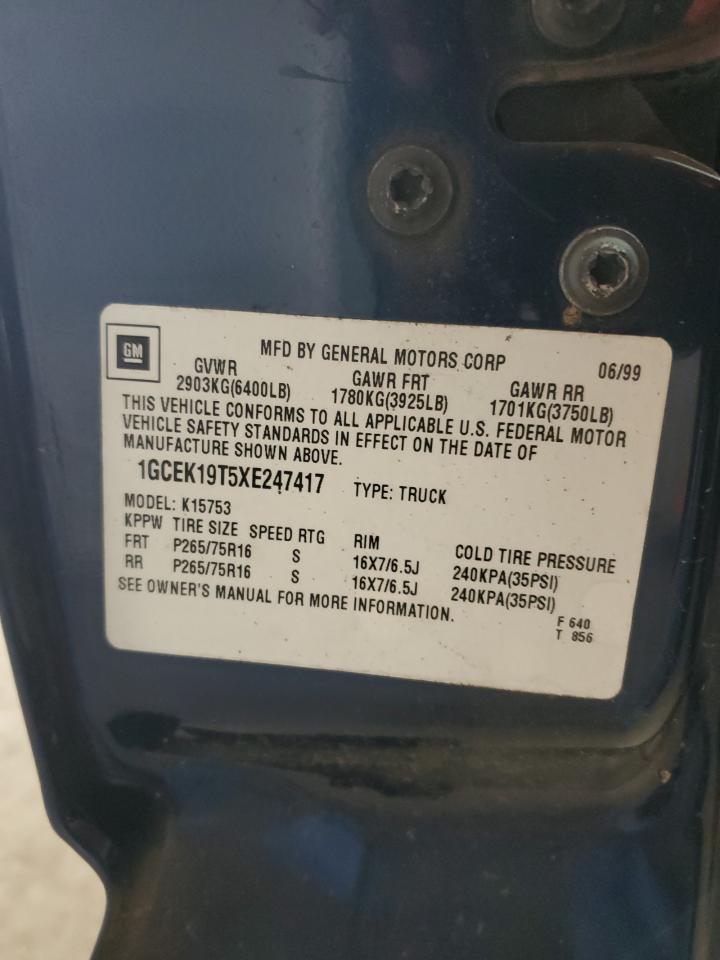 GM
MFD BY GENERAL MOTORS CORP 06/99
GVWR GAWR FRT GAWR RR
2903KG(6400LB) 1780KG(3925LB) 1701KG(3750LB)
THIS VEHICLE CONFORMS TO ALL APPLICABLE U.S. FEDERAL MOTOR
VEHICLE SAFETY STANDARDS IN EFFECT ON THE DATE OF
MANUFACTURE SHOWN ABOVE.
1GCEK19T5XE247417 TYPE: TRUCK
MODEL: K15753
KPPW TIRE SIZE SPEED RTG RIM COLD TIRE PRESSURE
FRT P265/75R16 S 16X7/6.5J 240KPA(35PSI)
RR P265/75R16 S 16X7/6.5J 240KPA(35PSI)
SEE OWNER'S MANUAL FOR MORE INFORMATION.
F 640
T 856